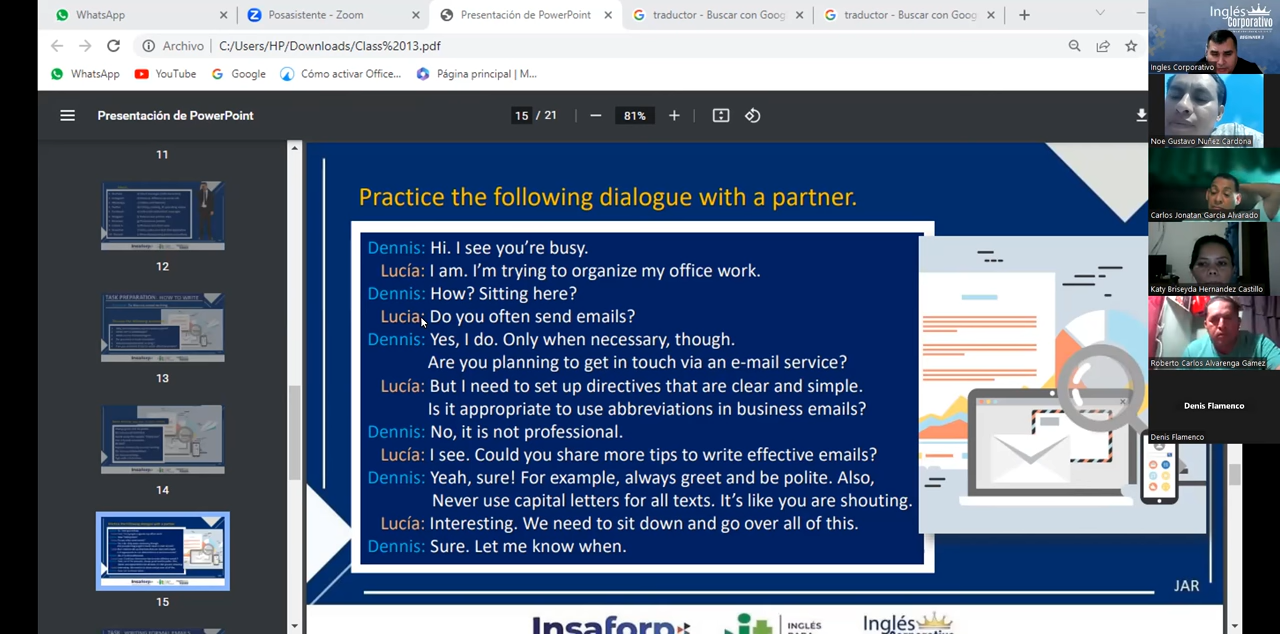 WhatsApp
Posasistente - Zoom
Presentación de PowerPoint
traductor - Buscar con Goog
traductor - Buscar con Goog
Archivo
C:/Users/HP/Downloads/Class%2013.pdf
WhatsApp
YouTube
Google
Cómo activar Office...
Página principal | M...
Presentación de PowerPoint
15 / 21
81%
11
12
13
14
15
Practice the following dialogue with a partner.
Dennis: Hi. I see you're busy.
Lucía: I am. I'm trying to organize my office work.
Dennis: How? Sitting here?
Lucia: Do you often send emails?
Dennis: Yes, I do. Only when necessary, though.
Are you planning to get in touch via an e-mail service?
Lucía: But I need to set up directives that are clear and simple.
Is it appropriate to use abbreviations in business emails?
Dennis: No, it is not professional.
Lucía: I see. Could you share more tips to write effective emails?
Dennis: Yeah, sure! For example, always greet and be polite. Also,
Never use capital letters for all texts. It's like you are shouting.
Lucía: Interesting. We need to sit down and go over all of this.
Dennis: Sure. Let me know when.
JAR
Insaforp
INGLÉS
Inglés
Inglés
Corporativo
Ingles Corporativo
Noe Gustavo Nuñez Cardona
Carlos Jonatan Garcia Alvarado
Katy Briseyda Hernandez Castillo
Roberto Carlos Alvarenga Gámez
Denis Flamenco
Denis Flamenco